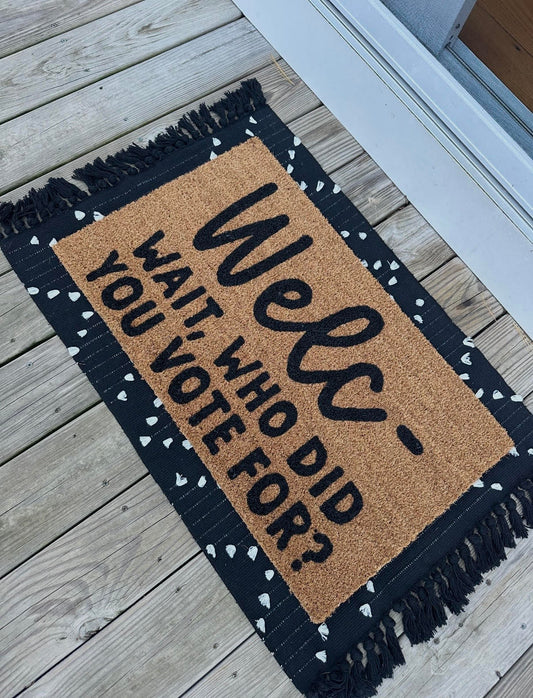 Welc-
WAIT, WHO DID
YOU VOTE FOR?